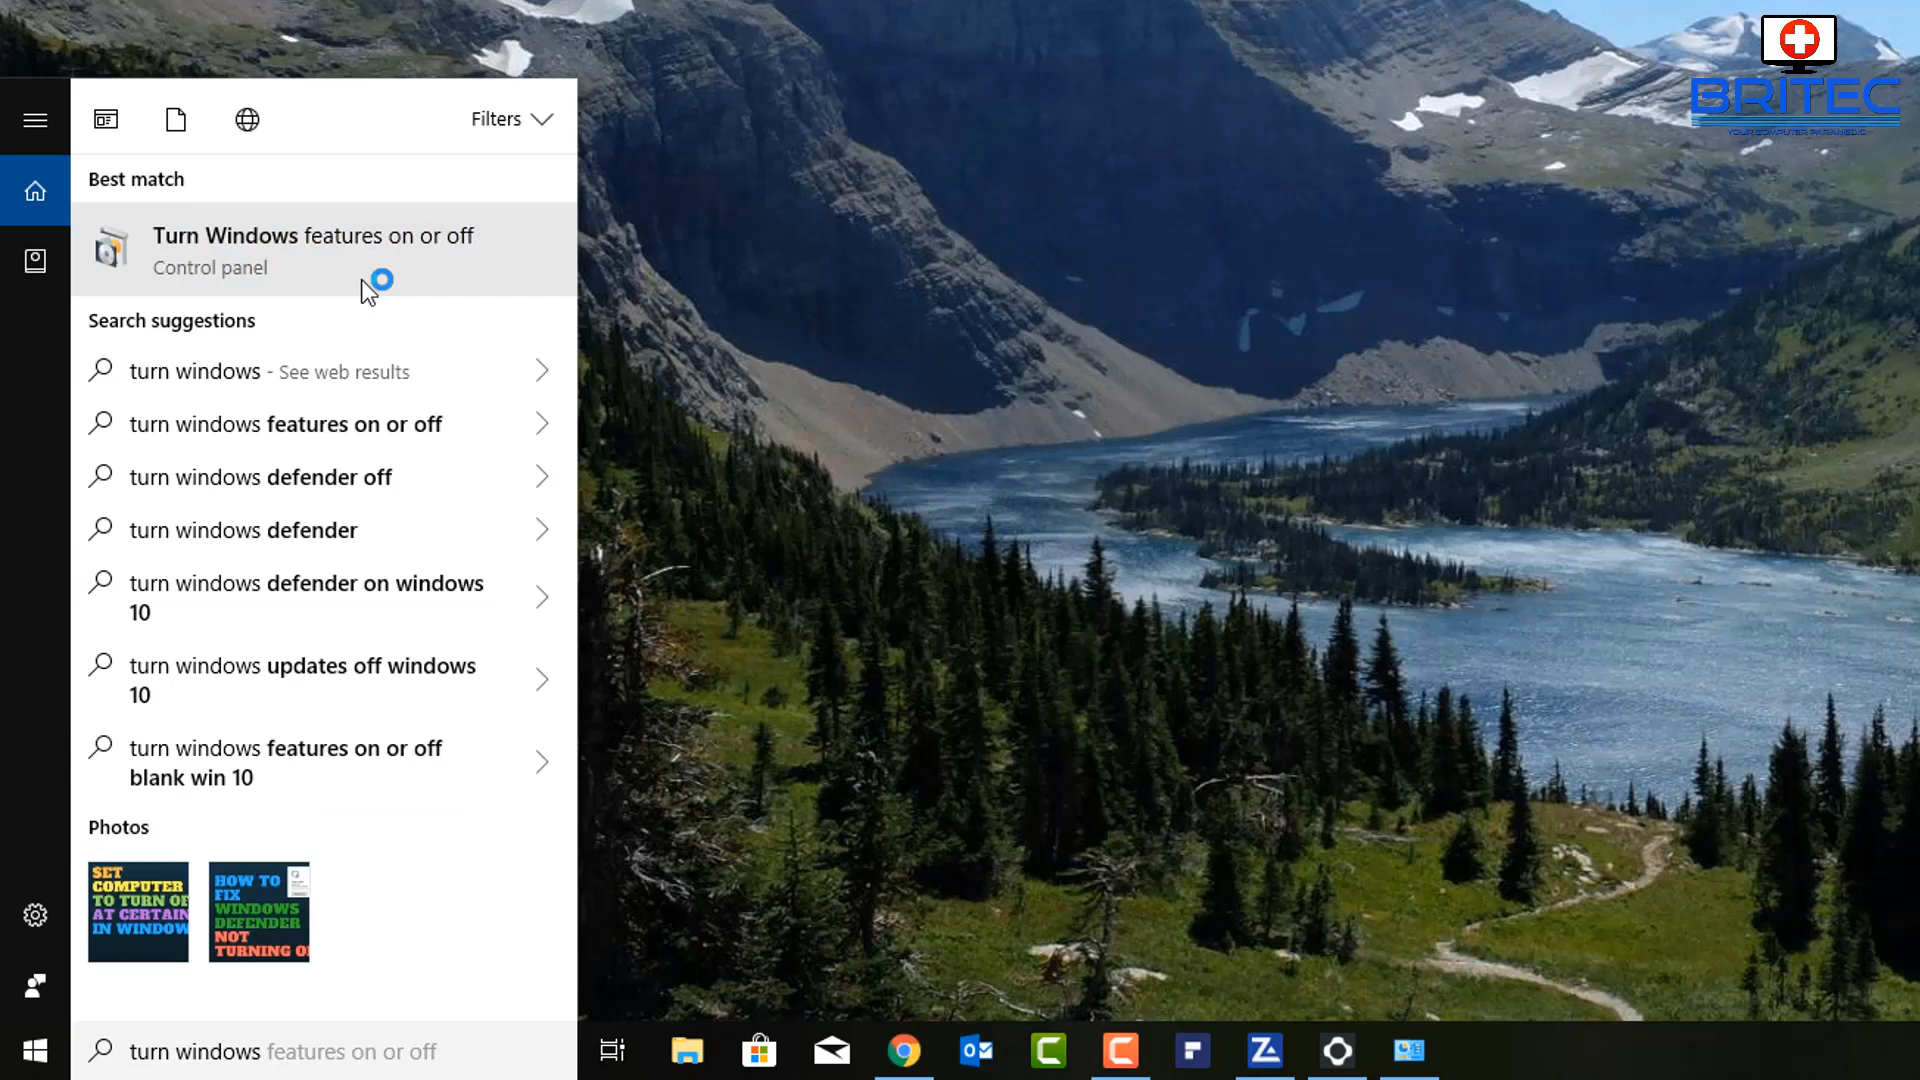 BRITEC
YOUR COMPUTER PARAMEDIC
Filters
Best match
Turn Windows features on or off
Control panel
Search suggestions
turn windows - See web results
turn windows features on or off
turn windows defender off
turn windows defender
turn windows defender on windows
10
turn windows updates off windows
10
turn windows features on or off
blank win 10
Photos
SET
COMPUTER
TO TURN OF
AT CERTAIN
IN WINDOW
HOW TO
FIX
WINDOWS
DEFENDER
NOT
TURNING O
turn windows features on or off